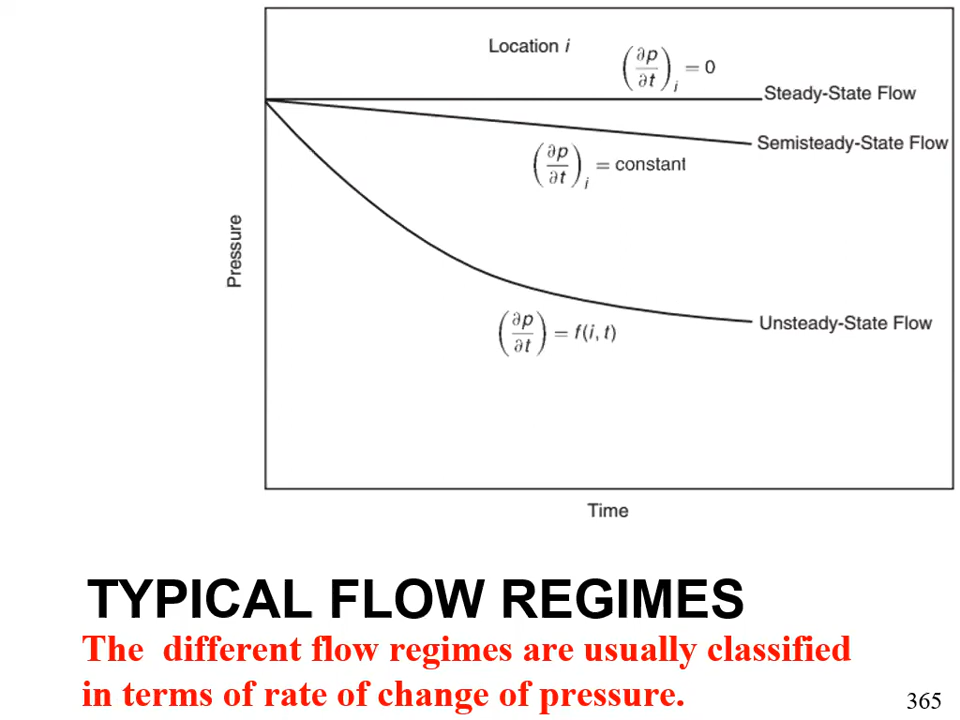 Location i
(∂p/∂t)i = 0
Steady-State Flow
Semisteady-State Flow
(∂p/∂t)i = constant
Pressure
(∂p/∂t) = f(i, t)
Unsteady-State Flow
Time
TYPICAL FLOW REGIMES
The different flow regimes are usually classified
in terms of rate of change of pressure.
365